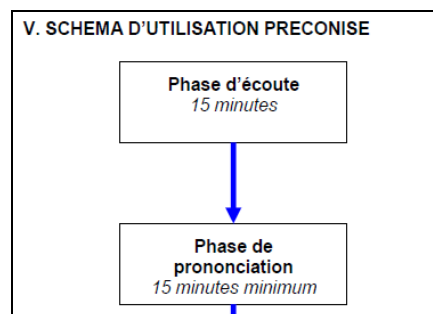 V. SCHEMA D'UTILISATION PRECONISE
Phase d'écoute
15 minutes
Phase de
prononciation
15 minutes minimum